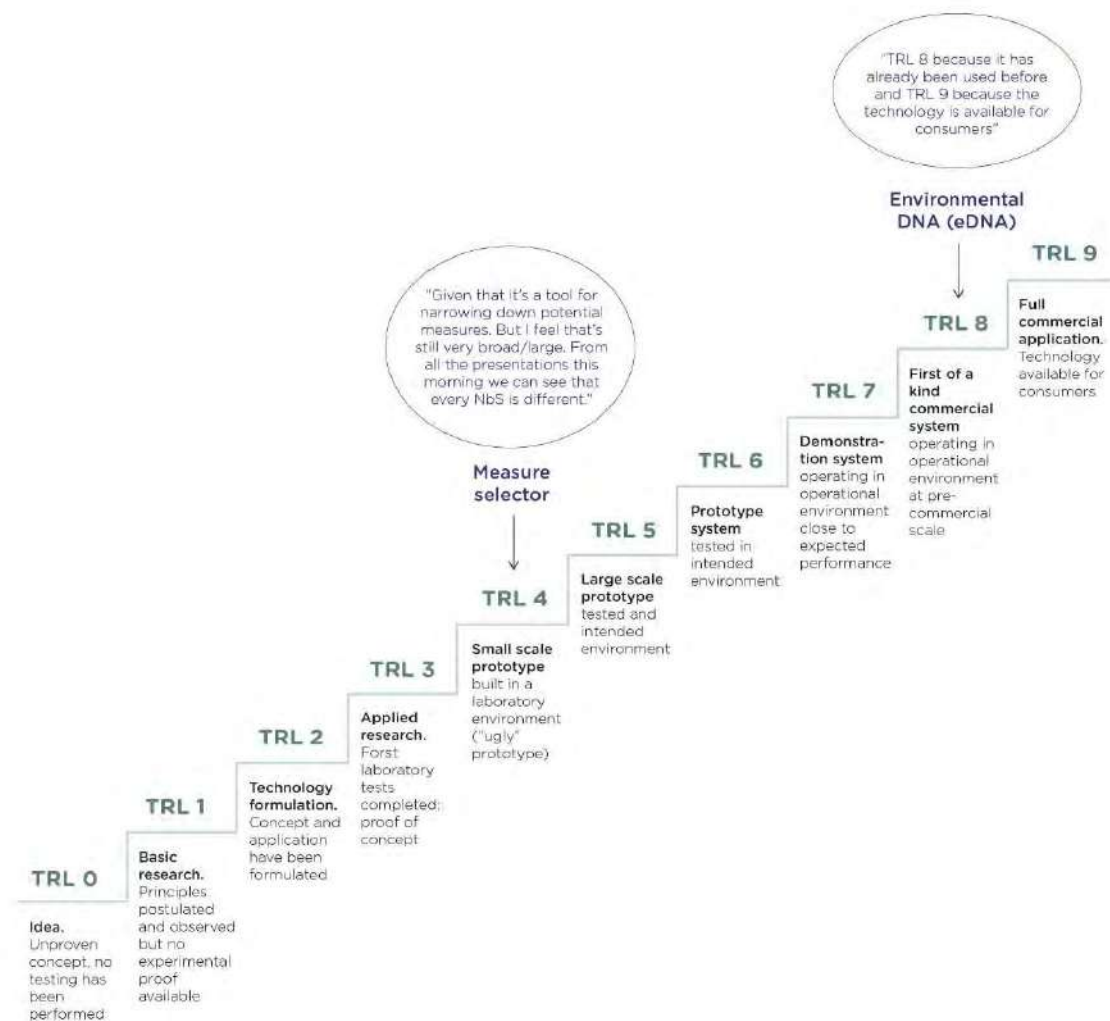 "TRL 8 because it has
already been used before
and TRL 9 because the
technology is available for
consumers"
Environmental
DNA (eDNA)
"Given that it's a tool for
narrowing down potential
measures. But I feel that's
still very broad/large. From
all the presentations this
morning we can see that
every NbS is different."
Measure
selector
TRL 0
Idea.
Unproven
concept, no
testing has
been
performed
TRL 1
Basic
research.
Principles
postulated
and observed
but no
experimental
proof
available
TRL 2
Technology
formulation.
Concept and
application
have been
formulated
TRL 3
Applied
research.
Forst
laboratory
tests
completed;
proof of
concept
TRL 4
Small scale
prototype
built in a
laboratory
environment
("ugly"
prototype)
TRL 5
Large scale
prototype
tested and
intended
environment
TRL 6
Prototype
system
tested in
intended
environment
TRL 7
Demonstra-
tion system
operating in
operational
environment
close to
expected
performance
TRL 8
First of a
kind
commercial
system
operating in
operational
environment
at pre-
commercial
scale
TRL 9
Full
commercial
application.
Technology
available for
consumers